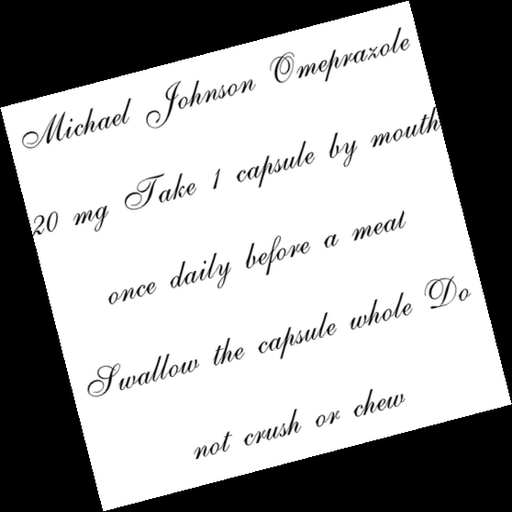 Michael Johnson Omeprazole
20 mg Take 1 capsule by mouth
once daily before a meal
Swallow the capsule whole Do
not crush or chew